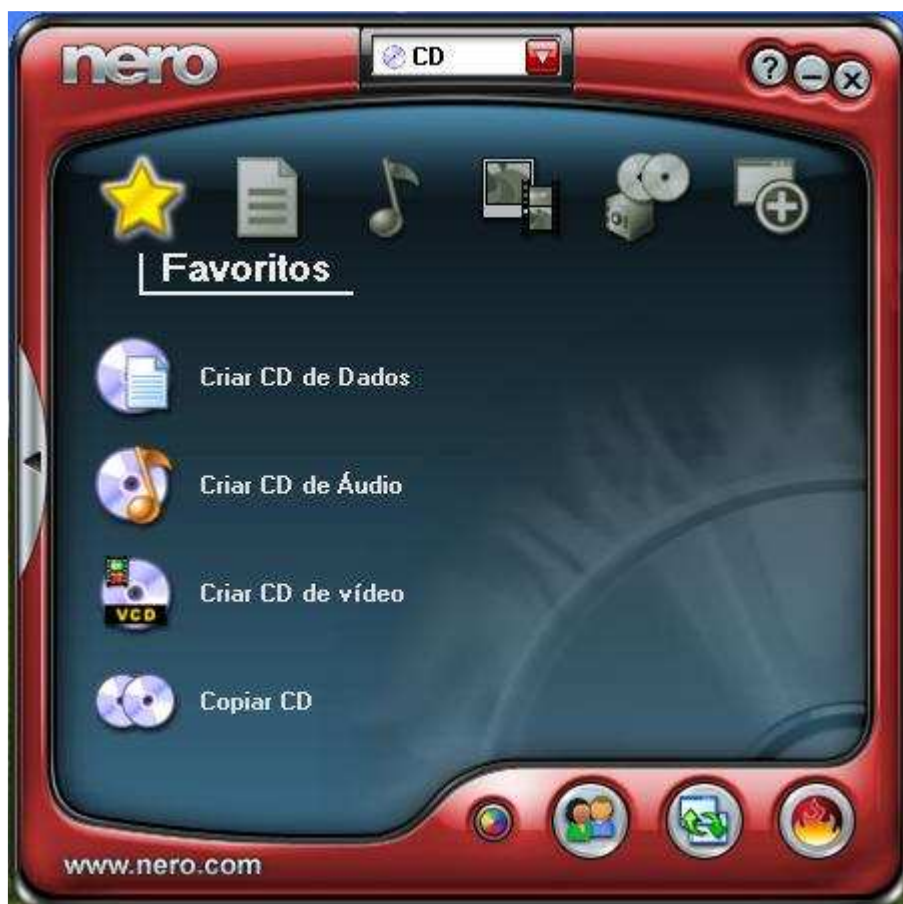 nero
CD
?
Favoritos
Criar CD de Dados
Criar CD de Áudio
Criar CD de vídeo
VCD
Copiar CD
www.nero.com